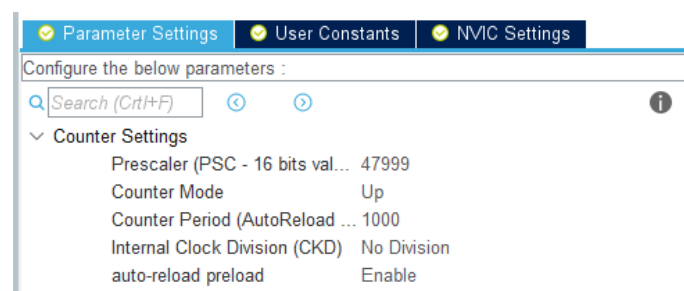 Parameter Settings User Constants NVIC Settings
Configure the below parameters :
Search (Crtl+F)
Counter Settings
Prescaler (PSC - 16 bits val... 47999
Counter Mode Up
Counter Period (AutoReload ... 1000
Internal Clock Division (CKD) No Division
auto-reload preload Enable